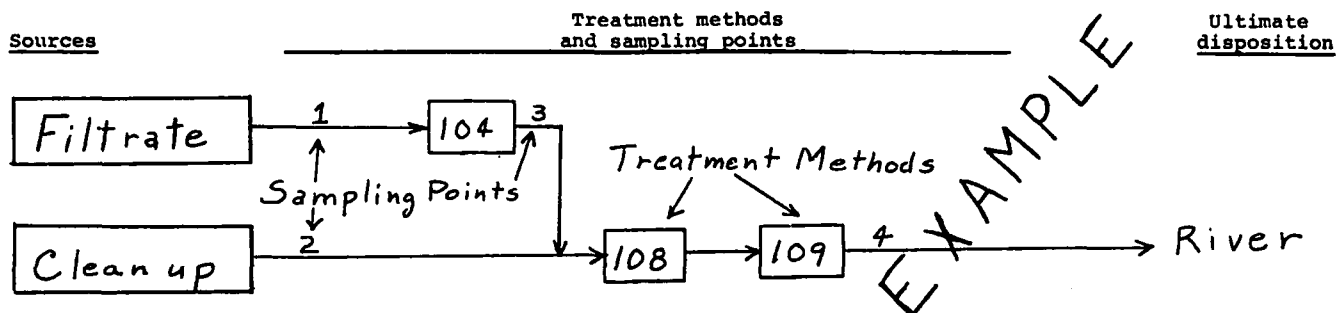 Sources
Treatment methods
and sampling points
Ultimate
disposition
Filtrate
1
104
3
Sampling Points
Treatment Methods
Clean up
2
108
109
4
River
EXAMPLE